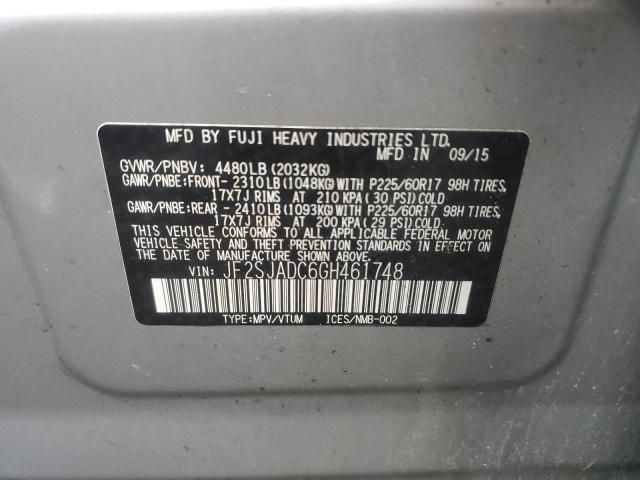 MFD BY FUJI HEAVY INDUSTRIES LTD.
MFD IN 09/15
GVWR/PNBV: 4480LB (2032KG)
GAWR/PNBE:FRONT-2310LB(1048KG)WITH P225/60R17 98H TIRES,
17X7J RIMS AT 210 KPA (30 PSI)COLD
GAWR/PNBE:REAR -2410LB(1093KG)WITH P225/60R17 98H TIRES,
17X7J RIMS AT 200 KPA (29 PSI)COLD.
THIS VEHICLE CONFORMS TO ALL APPLICABLE FEDERAL MOTOR
VEHICLE SAFETY AND THEFT PREVENTION STANDARDS IN EFFECT ON
THE DATE OF MANUFACTURE SHOWN ABOVE.
VIN: JF2SJADC6GH461748
TYPE:MPV/VTUM ICES/NMB-002